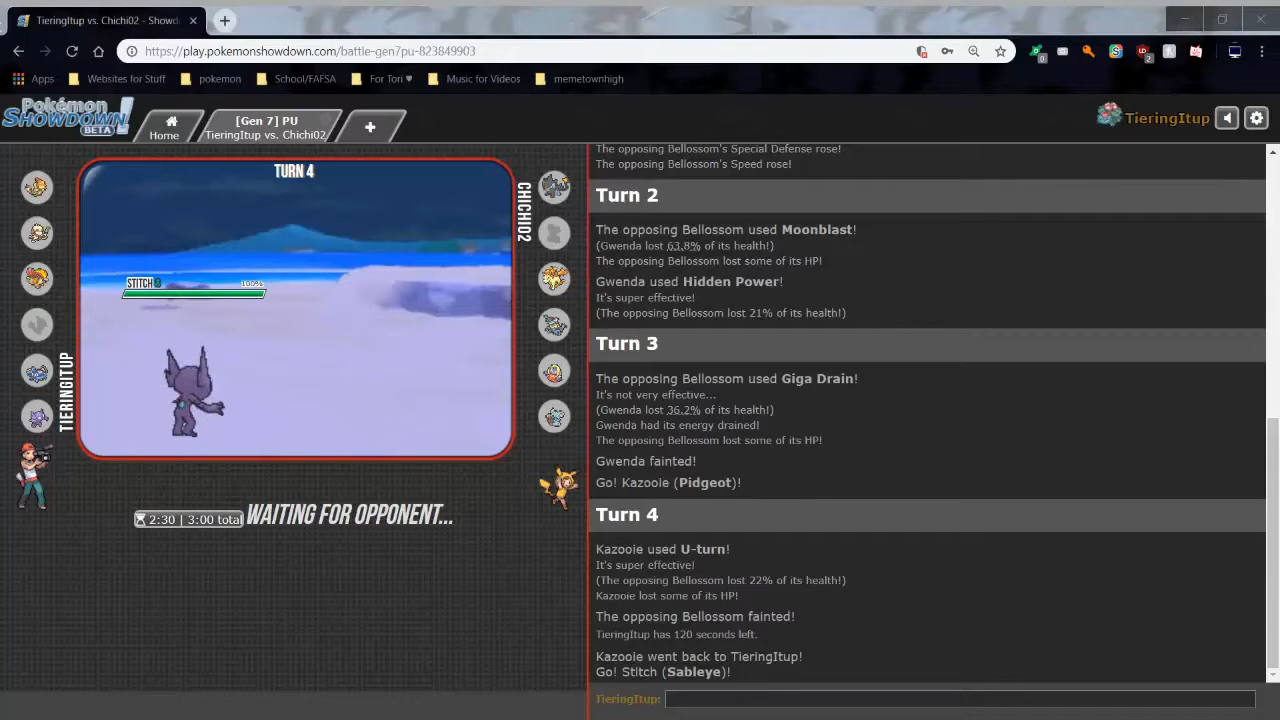 TieringItup vs. Chichi02 - Showd
https://play.pokemonshowdown.com/battle-gen7pu-823849903
Apps
Websites for Stuff
pokemon
School/FAFSA
For Tori ♥
Music for Videos
memetownhigh
0
2
Pokémon
SHOWDOWN!
BETA
Home
[Gen 7] PU
TieringItup vs. Chichi02
TieringItup
TURN 4
STITCH
100%
TIERINGITUP
CHICHI02
2:30 | 3:00 total
WAITING FOR OPPONENT...
The opposing Bellossom's Special Defense rose!
The opposing Bellossom's Speed rose!
Turn 2
The opposing Bellossom used Moonblast!
(Gwenda lost 63.8% of its health!)
The opposing Bellossom lost some of its HP!
Gwenda used Hidden Power!
It's super effective!
(The opposing Bellossom lost 21% of its health!)
Turn 3
The opposing Bellossom used Giga Drain!
It's not very effective...
(Gwenda lost 36.2% of its health!)
Gwenda had its energy drained!
The opposing Bellossom lost some of its HP!
Gwenda fainted!
Go! Kazooie (Pidgeot)!
Turn 4
Kazooie used U-turn!
It's super effective!
(The opposing Bellossom lost 22% of its health!)
Kazooie lost some of its HP!
The opposing Bellossom fainted!
TieringItup has 120 seconds left.
Kazooie went back to TieringItup!
Go! Stitch (Sableye)!
TieringItup: